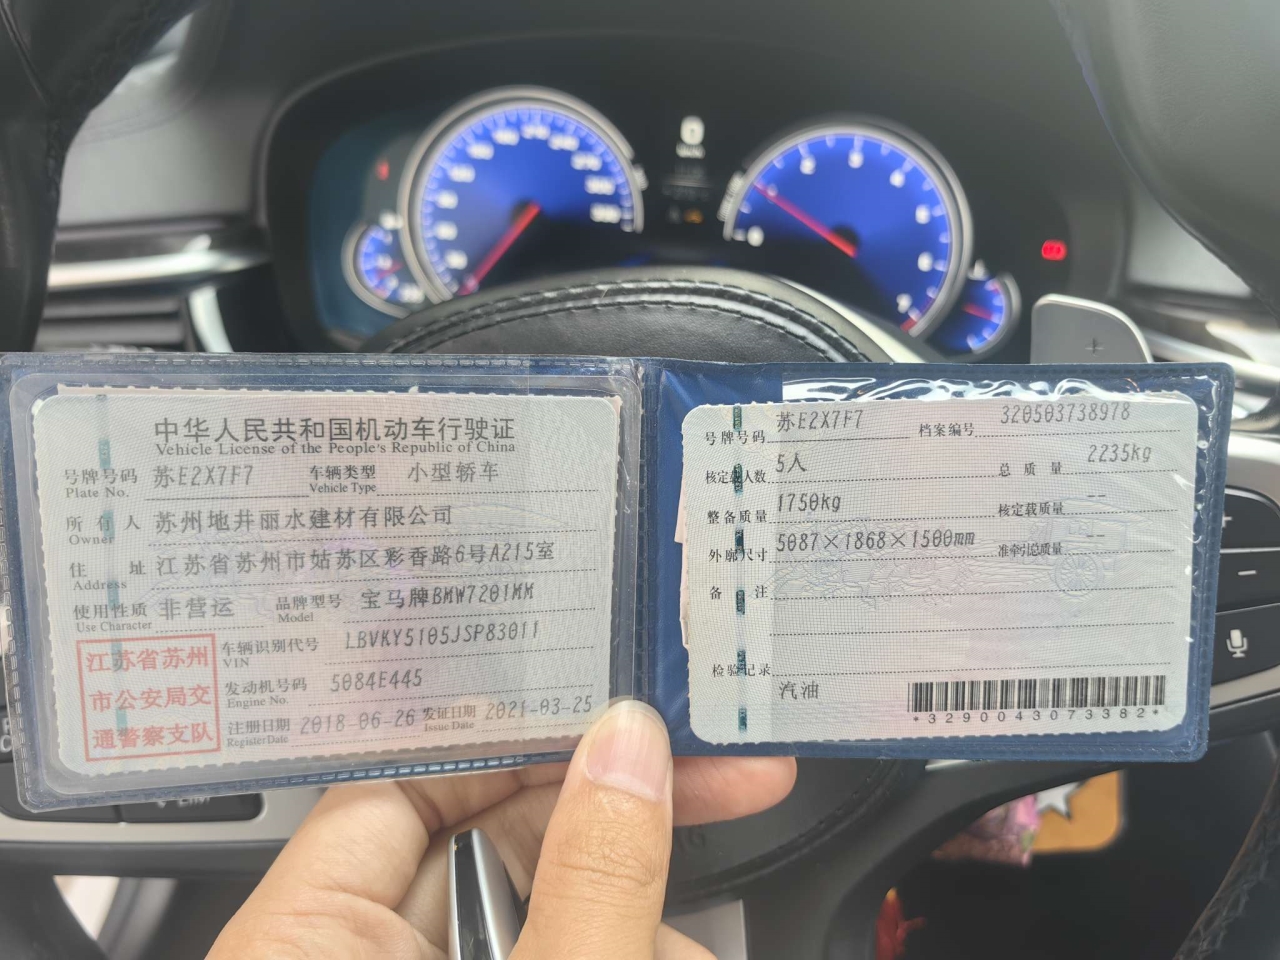 中华人民共和国机动车行驶证
Vehicle License of the People's Republic of China
号牌号码 苏E2X7F7 车辆类型 小型轿车
Plate No. Vehicle Type
所有人 苏州地井丽水建材有限公司
Owner
住址 江苏省苏州市姑苏区彩香路6号A215室
Address
使用性质 非营运 品牌型号 宝马牌BMW7201MM
Use Character Model
江苏省苏州
市公安局交
通警察支队
车辆识别代号 LBVKY5105JSP83011
VIN
发动机号码 5084E445
Engine No.
注册日期 2018-06-26 发证日期 2021-03-25
Register Date Issue Date
号牌号码 苏E2X7F7 档案编号 320503738978
核定载人数 5人 总质量 2235kg
整备质量 1750kg 核定载质量 --
外廓尺寸 5087×1868×1500mm 准牵引总质量 --
备注
检验记录
汽油
*3290043073382*